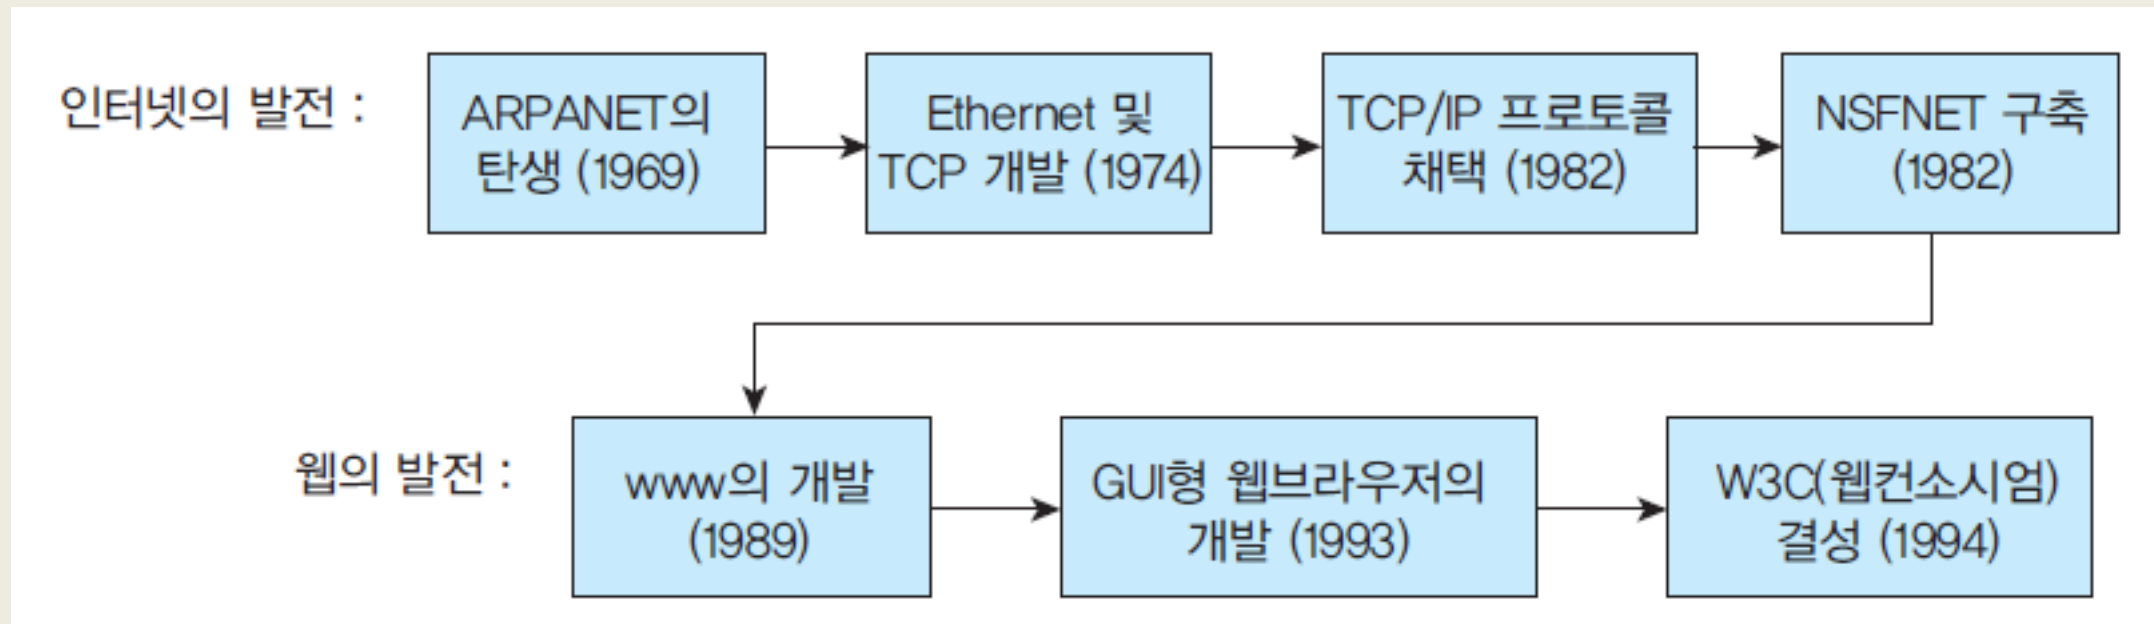 인터넷의 발전 :
ARPANET의
탄생 (1969)
Ethernet 및
TCP 개발 (1974)
TCP/IP 프로토콜
채택 (1982)
NSFNET 구축
(1982)
웹의 발전 :
www의 개발
(1989)
GUI형 웹브라우저의
개발 (1993)
W3C(웹컨소시엄)
결성 (1994)